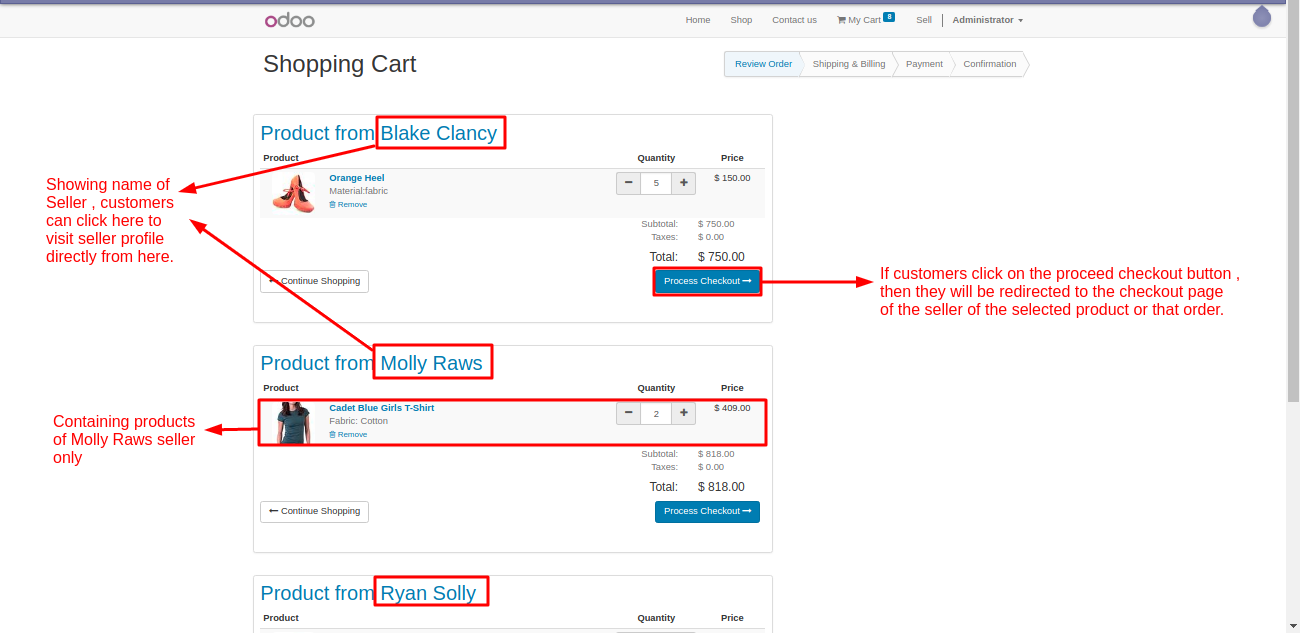 odoo
Home Shop Contact us My Cart 8 Sell Administrator
Shopping Cart
Review Order Shipping & Billing Payment Confirmation
Product from Blake Clancy
Product Quantity Price
Orange Heel
Material:fabric
Remove
- 5 +
$ 150.00
Subtotal: $ 750.00
Taxes: $ 0.00
Total: $ 750.00
Continue Shopping
Process Checkout
Showing name of
Seller , customers
can click here to
visit seller profile
directly from here.
If customers click on the proceed checkout button ,
then they will be redirected to the checkout page
of the seller of the selected product or that order.
Product from Molly Raws
Product Quantity Price
Cadet Blue Girls T-Shirt
Fabric: Cotton
Remove
- 2 +
$ 409.00
Subtotal: $ 818.00
Taxes: $ 0.00
Total: $ 818.00
Continue Shopping
Process Checkout
Containing products
of Molly Raws seller
only
Product from Ryan Solly
Product Quantity Price